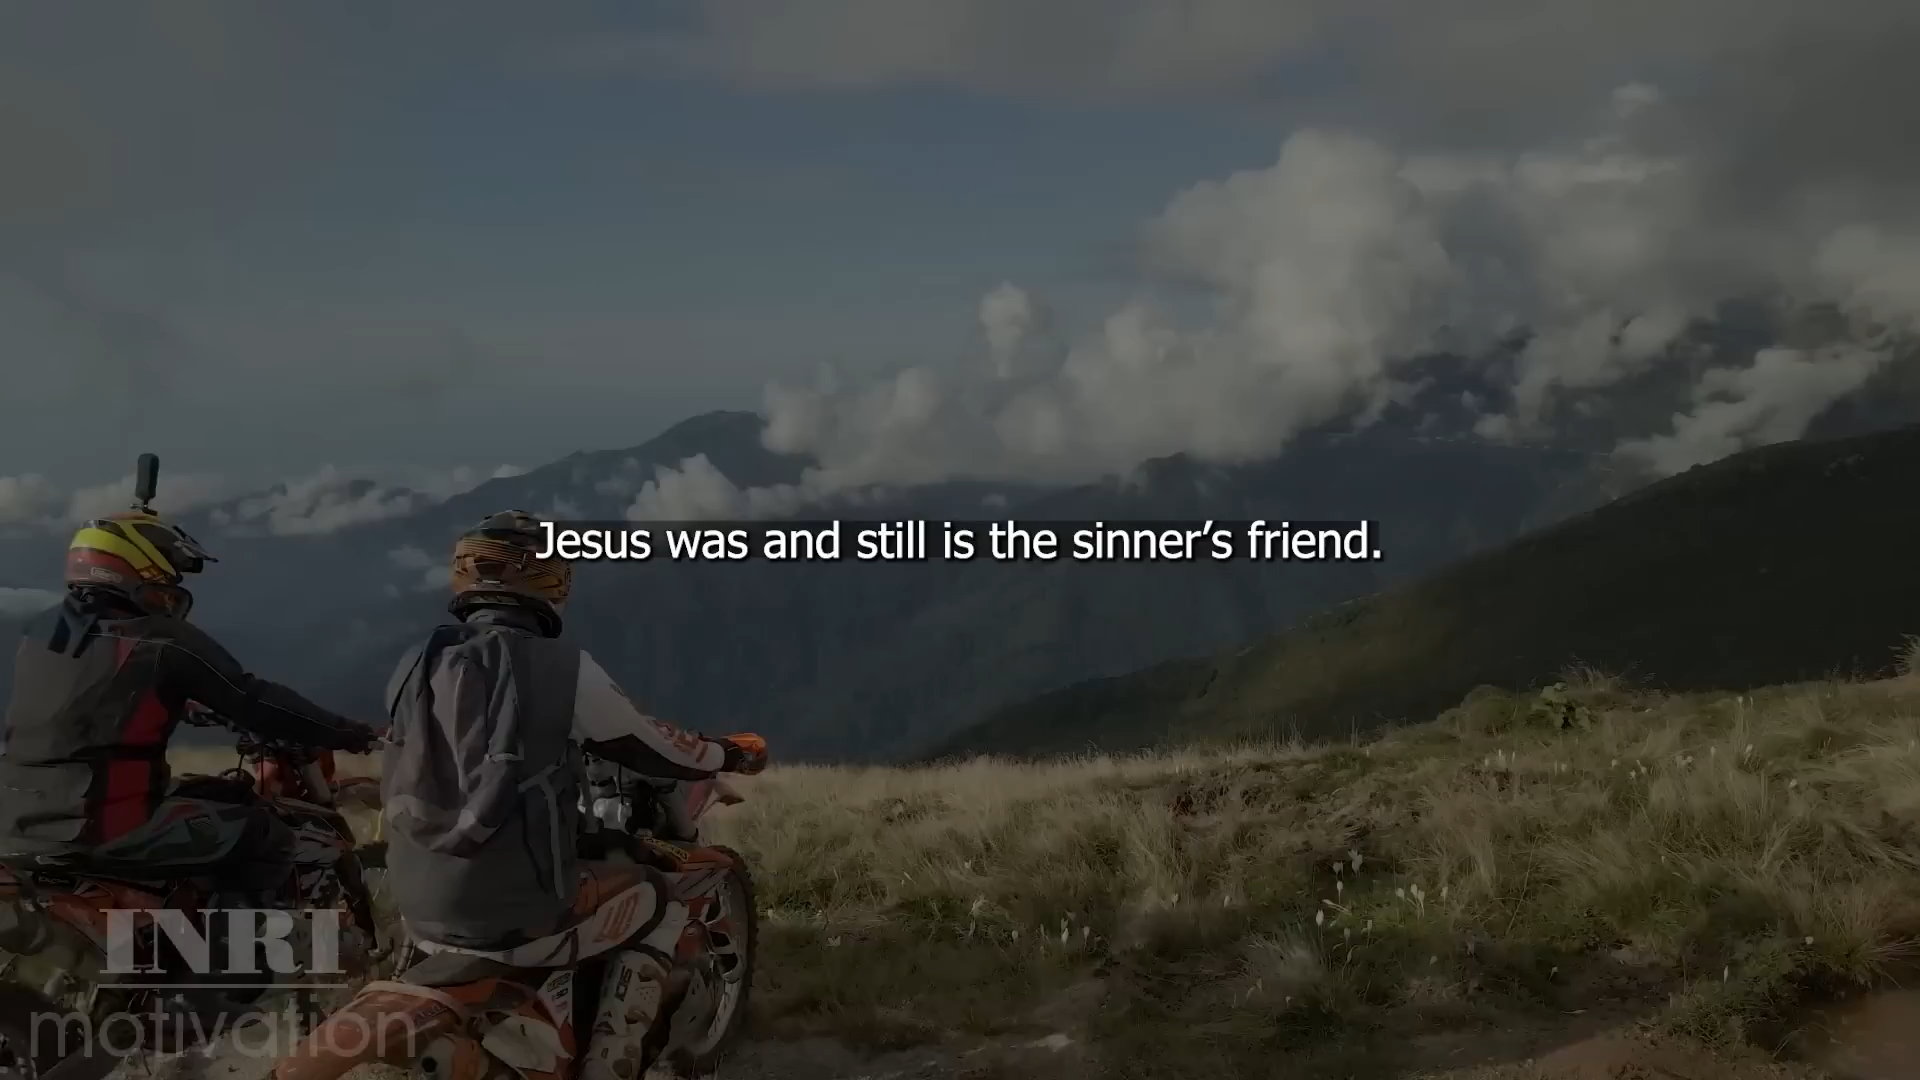 Jesus was and still is the sinner’s friend.
INRI
motivation